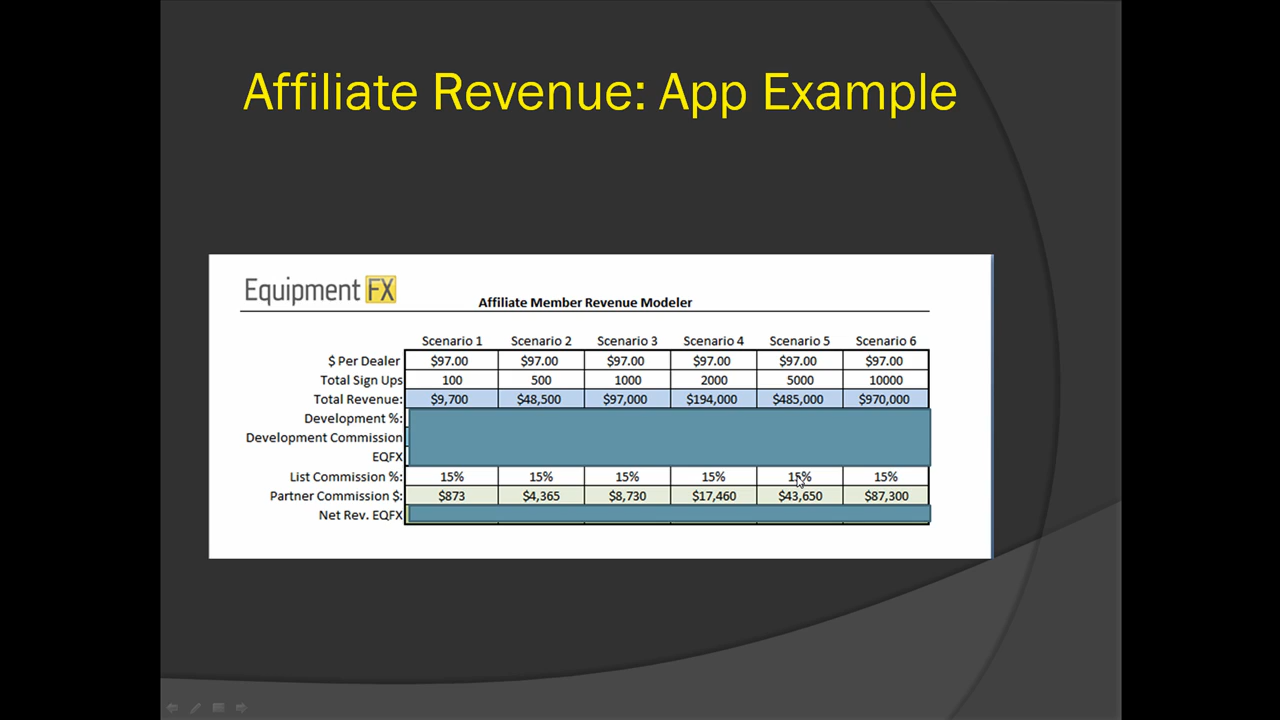 Affiliate Revenue: App Example
Equipment FX
Affiliate Member Revenue Modeler
Scenario 1 Scenario 2 Scenario 3 Scenario 4 Scenario 5 Scenario 6
$ Per Dealer $97.00 $97.00 $97.00 $97.00 $97.00 $97.00
Total Sign Ups 100 500 1000 2000 5000 10000
Total Revenue: $9,700 $48,500 $97,000 $194,000 $485,000 $970,000
Development %:
Development Commission
EQFX
List Commission %: 15% 15% 15% 15% 15% 15%
Partner Commission $: $873 $4,365 $8,730 $17,460 $43,650 $87,300
Net Rev. EQFX